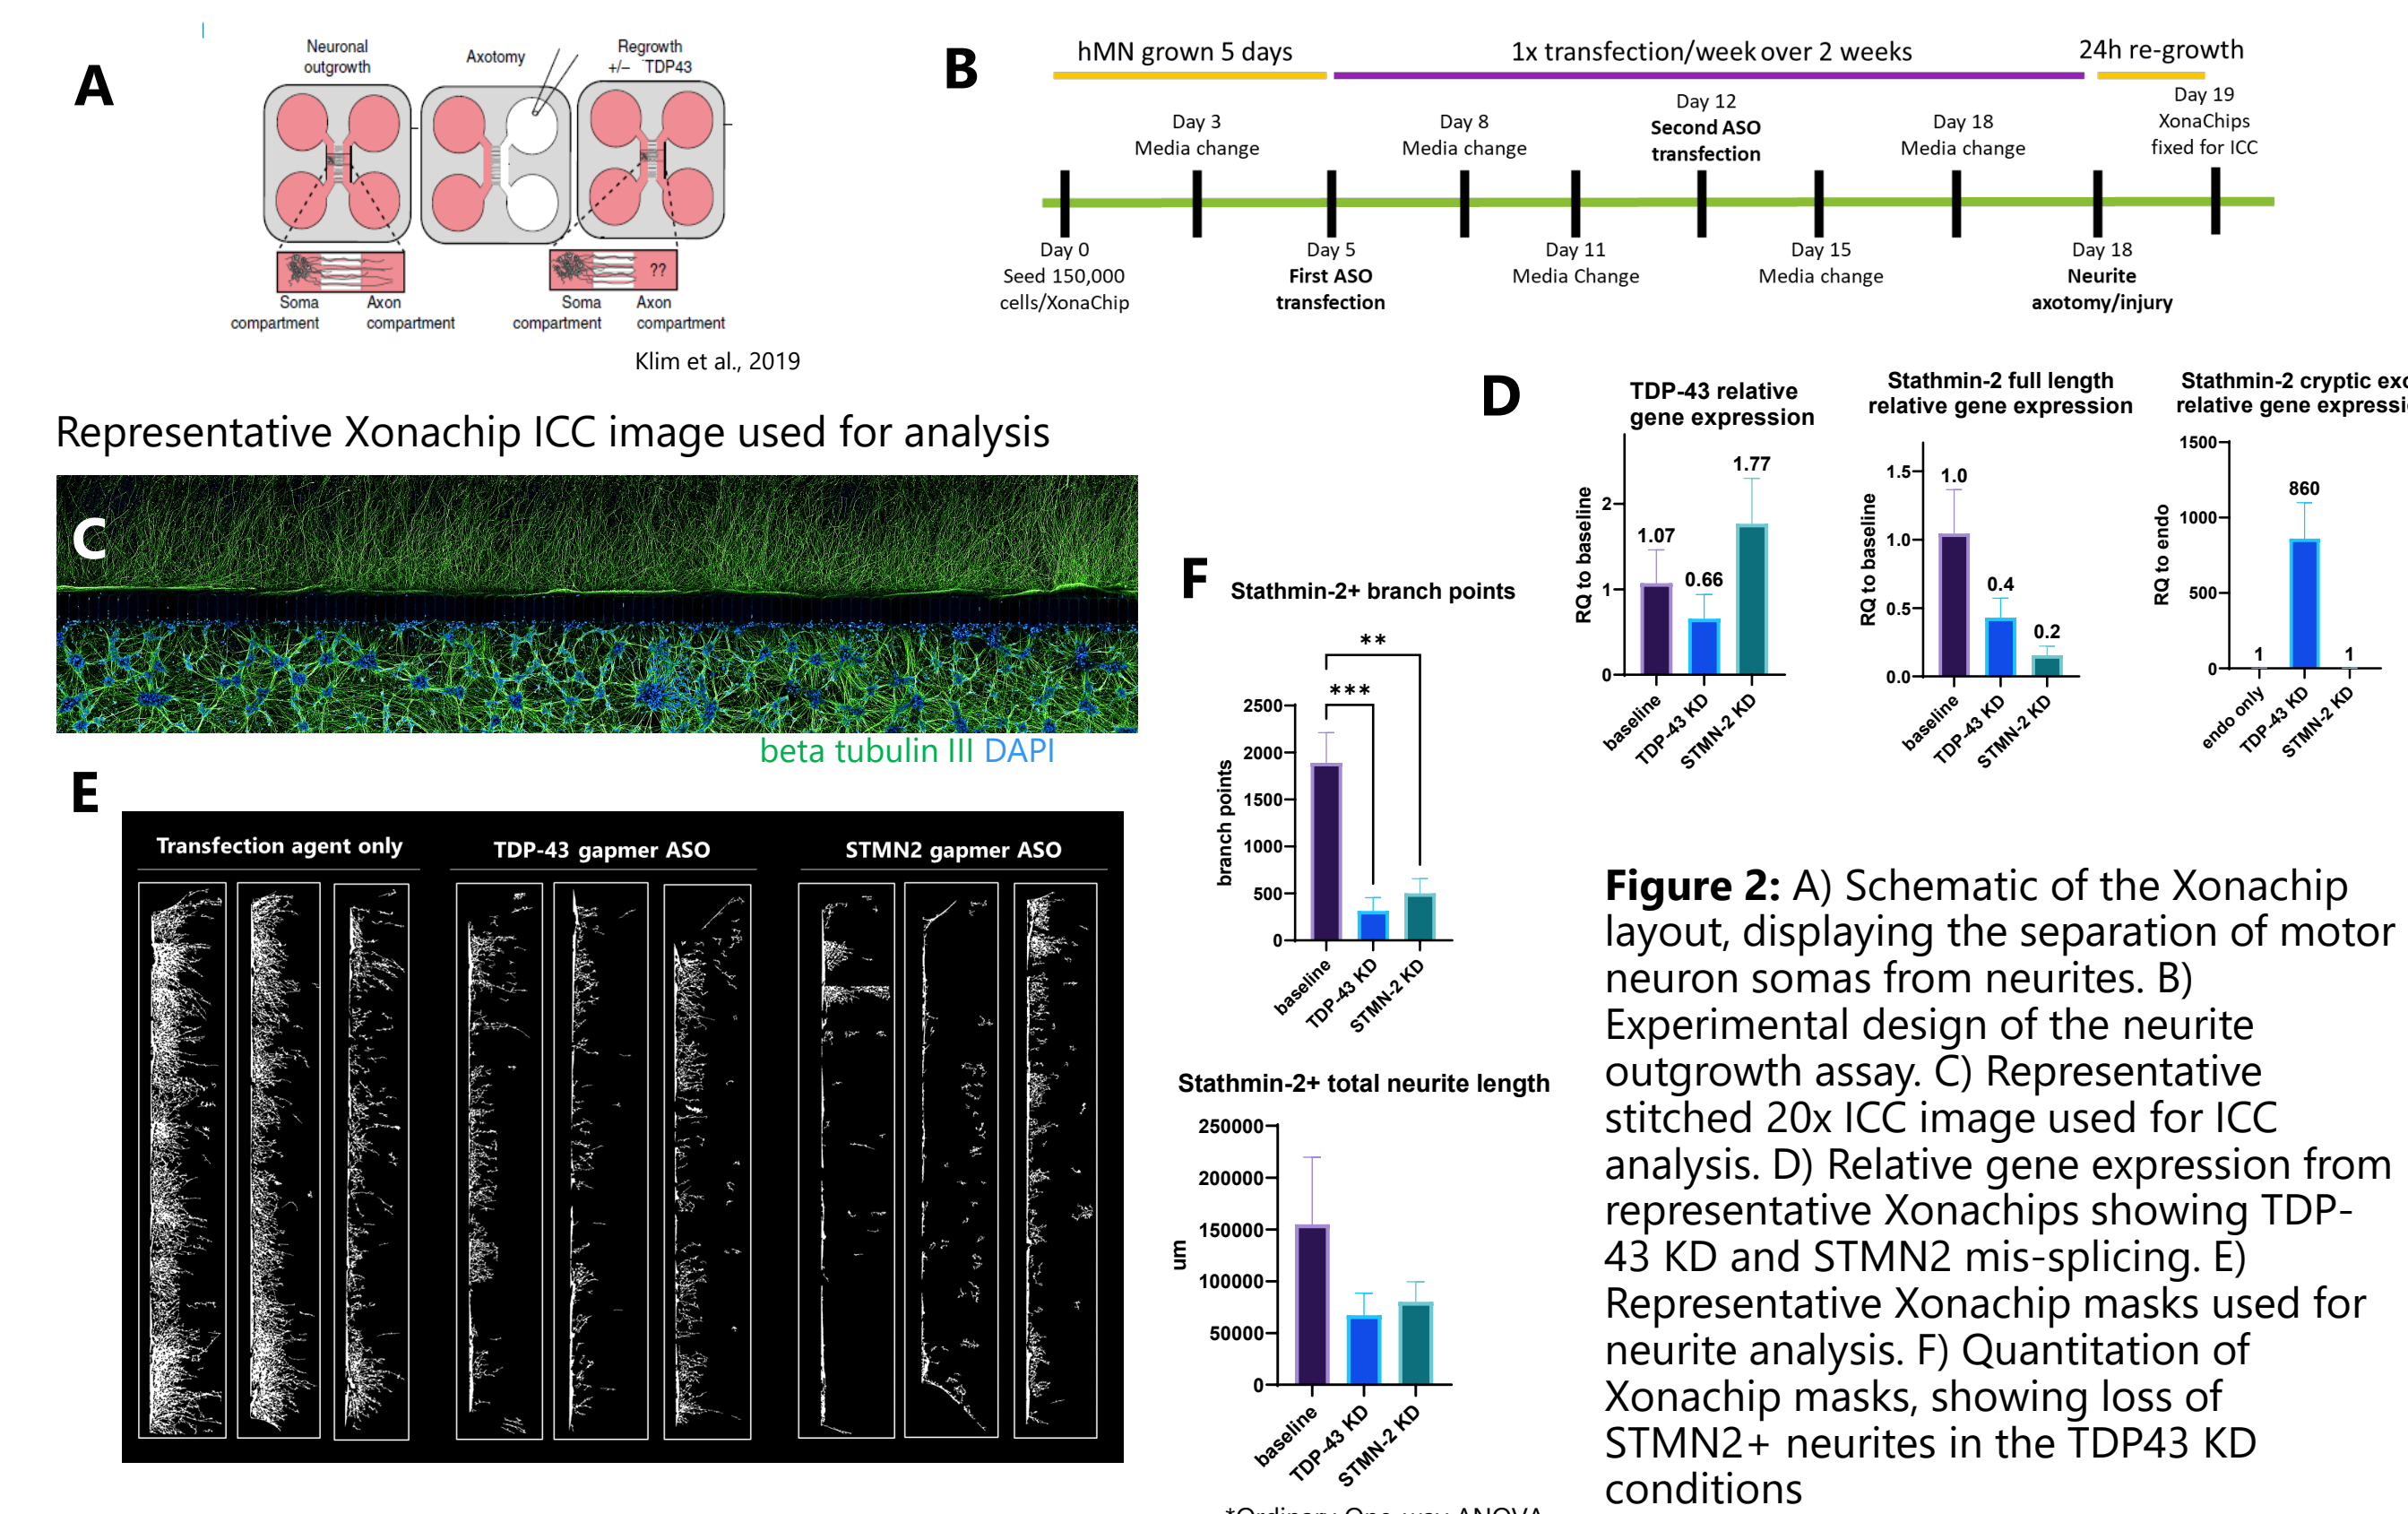 A
Neuronal
outgrowth
Axotomy
Regrowth
+/– TDP43
??
Soma
compartment
Axon
compartment
Soma
compartment
Axon
compartment
Klim et al., 2019
B
hMN grown 5 days
1x transfection/week over 2 weeks
24h re-growth
Day 3
Media change
Day 8
Media change
Day 12
Second ASO
transfection
Day 18
Media change
Day 19
XonaChips
fixed for ICC
Day 0
Seed 150,000
cells/XonaChip
Day 5
First ASO
transfection
Day 11
Media Change
Day 15
Media change
Day 18
Neurite
axotomy/injury
Representative Xonachip ICC image used for analysis
C
beta tubulin III DAPI
D
TDP-43 relative
gene expression
RQ to baseline
2
1
0
1.07
0.66
1.77
baseline
TDP-43 KD
STMN-2 KD
Stathmin-2 full length
relative gene expression
RQ to baseline
1.5
1.0
0.5
0.0
1.0
0.4
0.2
baseline
TDP-43 KD
STMN-2 KD
Stathmin-2 cryptic
relative gene
RQ to endo
1500
1000
500
0
1
860
1
endo only
TDP-43 KD
STMN-2 KD
E
Transfection agent only
TDP-43 gapmer ASO
STMN2 gapmer ASO
F
Stathmin-2+ branch points
**
***
branch points
2500
2000
1500
1000
500
0
baseline
TDP-43 KD
STMN-2 KD
Stathmin-2+ total neurite length
um
250000
200000
150000
100000
50000
0
baseline
TDP-43 KD
STMN-2 KD
*Ordinary One-way ANOVA
Figure 2: A) Schematic of the Xonachip
layout, displaying the separation of motor
neuron somas from neurites. B)
Experimental design of the neurite
outgrowth assay. C) Representative
stitched 20x ICC image used for ICC
analysis. D) Relative gene expression from
representative Xonachips showing TDP-
43 KD and STMN2 mis-splicing. E)
Representative Xonachip masks used for
neurite analysis. F) Quantitation of
Xonachip masks, showing loss of
STMN2+ neurites in the TDP43 KD
conditions